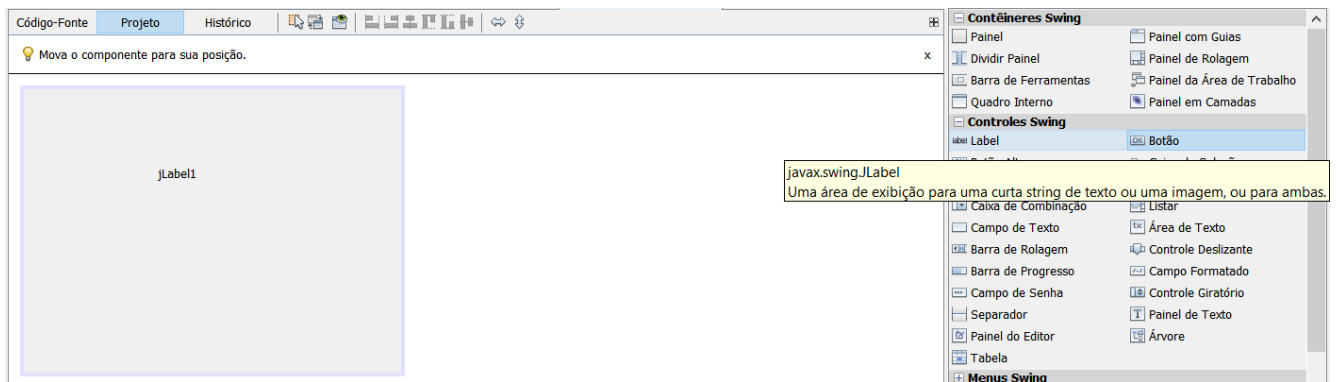 Código-Fonte Projeto Histórico
Mova o componente para sua posição. x
jLabel1
Contêineres Swing
Painel Painel com Guias
Dividir Painel Painel de Rolagem
Barra de Ferramentas Painel da Área de Trabalho
Quadro Interno Painel em Camadas
Controles Swing
label Label OK Botão
javax.swing.JLabel
Uma área de exibição para uma curta string de texto ou uma imagem, ou para ambas.
Caixa de Combinação Listar
Campo de Texto Área de Texto
Barra de Rolagem Controle Deslizante
Barra de Progresso Campo Formatado
Campo de Senha Controle Giratório
Separador Painel de Texto
Painel do Editor Árvore
Tabela
Menus Swing